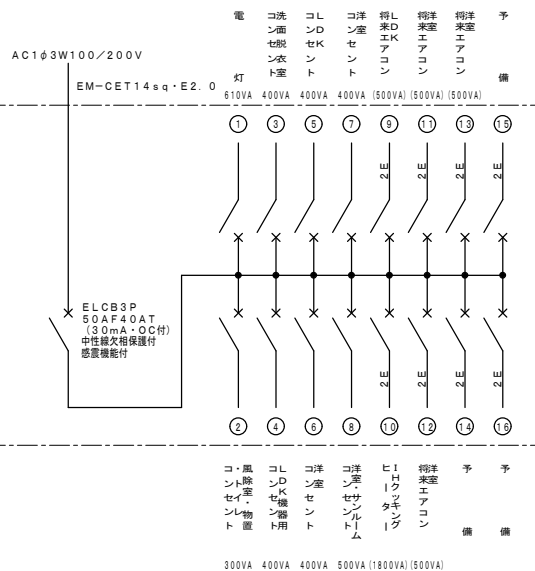 電灯
洗面脱衣室
コンセント
LDK
コンセント
洋室
コンセント
LDK
将来エアコン
洋室
将来エアコン
洋室
将来エアコン
予備
AC1φ3W100/200V
EM-CET14sq・E2.0
610VA 400VA 400VA 400VA (500VA) (500VA) (500VA)
① ③ ⑤ ⑦ ⑨ ⑪ ⑬ ⑮
2E 2E 2E 2E
ELCB3P
50AF40AT
(30mA・OC付)
中性線欠相保護付
感震機能付
2E 2E 2E 2E
② ④ ⑥ ⑧ ⑩ ⑫ ⑭ ⑯
風除室・物置
・トイレ
コンセント
LDK機器用
コンセント
洋室
コンセント
洋室・サンルーム
コンセント
IHクッキング
ヒーター
洋室
将来エアコン
予備
予備
300VA 400VA 400VA 500VA (1800VA) (500VA)